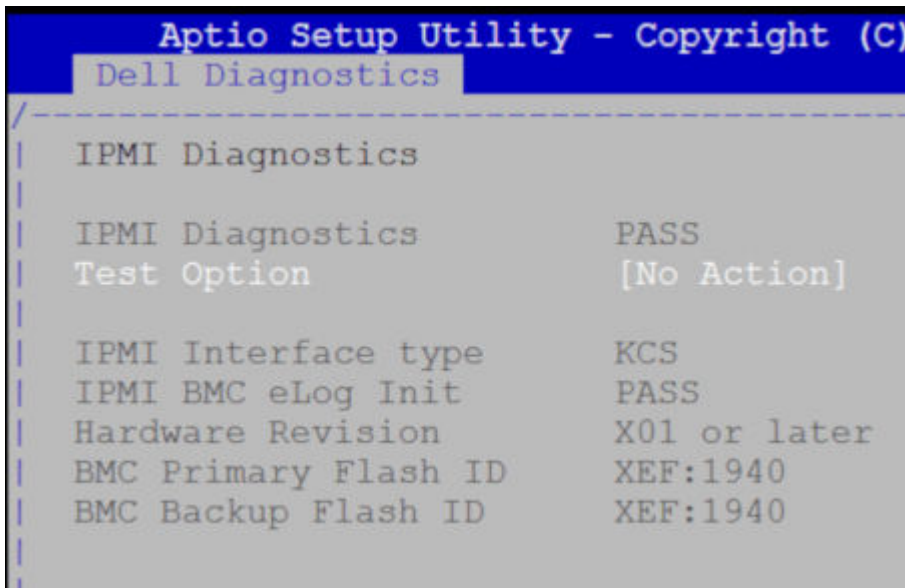 Aptio Setup Utility - Copyright (C)
Dell Diagnostics
/------------------------------------------
| IPMI Diagnostics
|
| IPMI Diagnostics PASS
| Test Option [No Action]
|
| IPMI Interface type KCS
| IPMI BMC eLog Init PASS
| Hardware Revision X01 or later
| BMC Primary Flash ID XEF:1940
| BMC Backup Flash ID XEF:1940
|
|